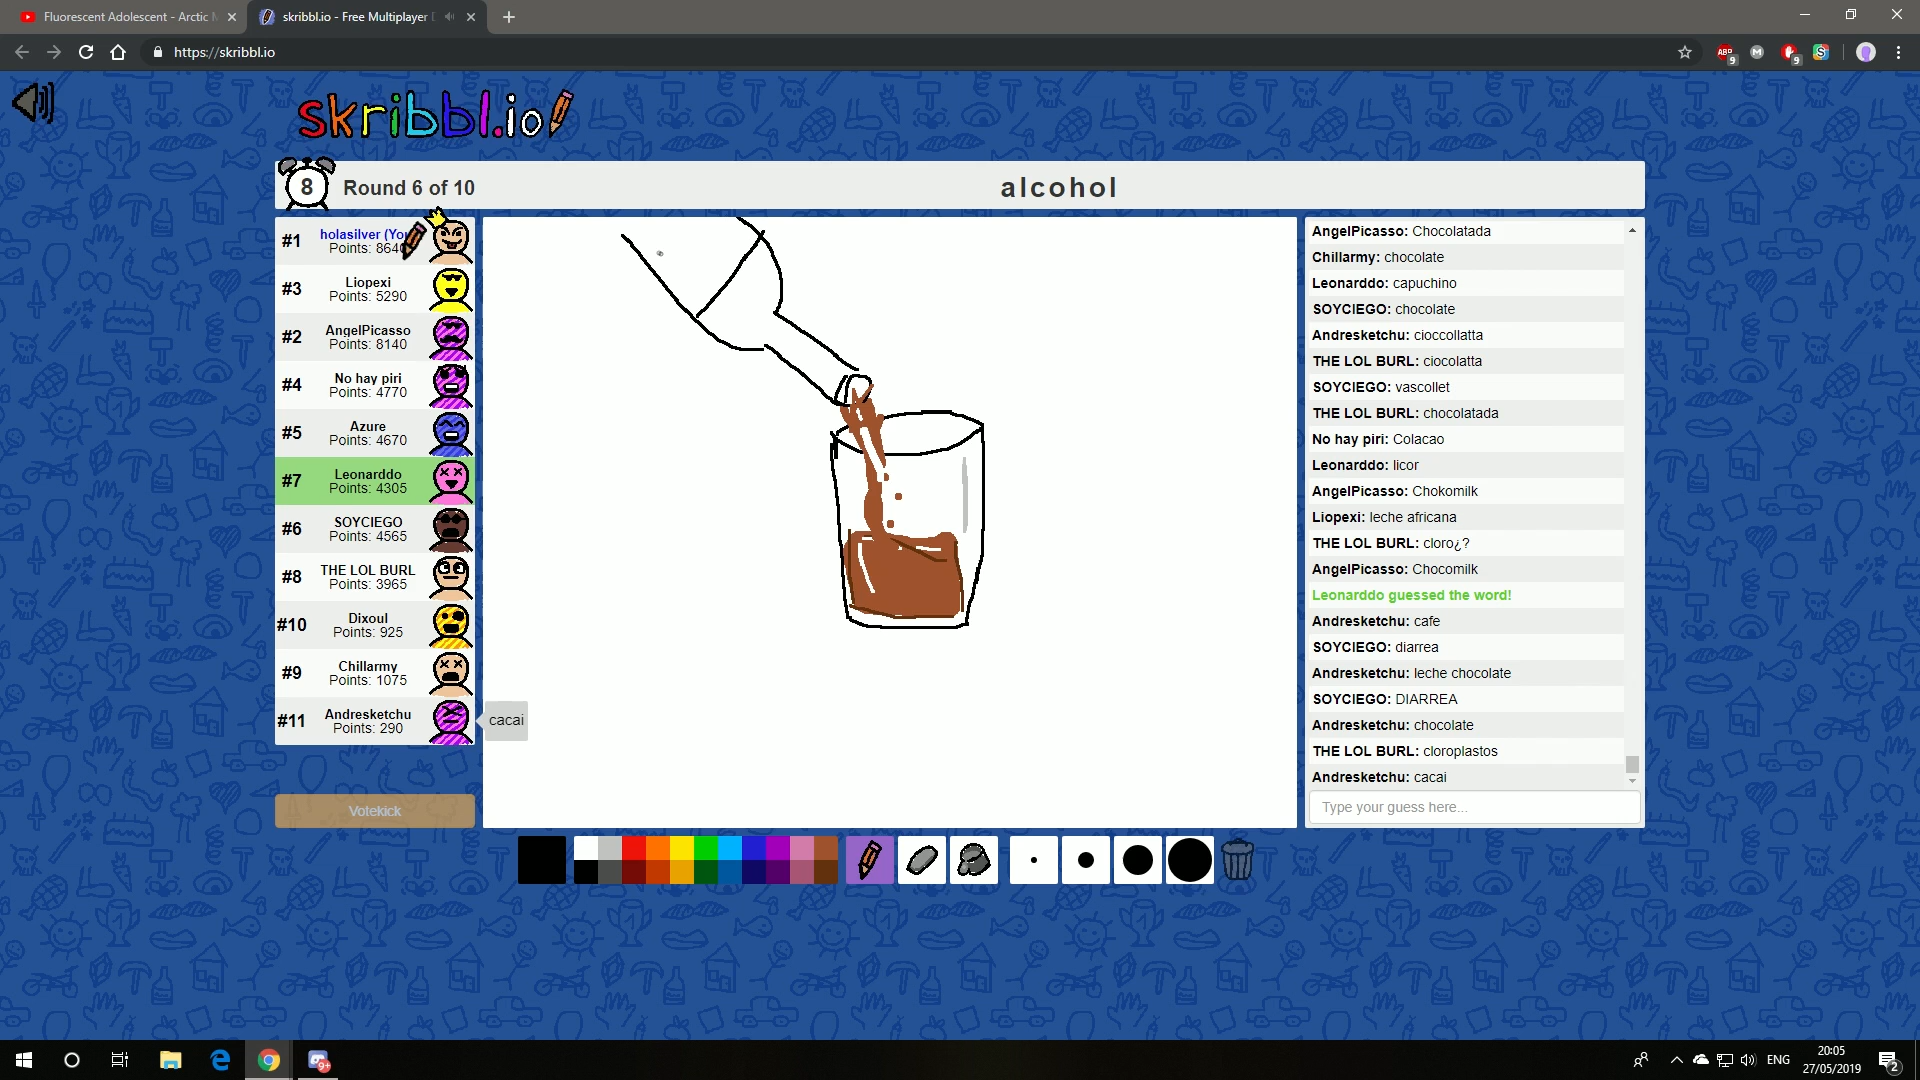 Fluorescent Adolescent - Arctic M
skribbl.io - Free Multiplayer D
https://skribbl.io
ABP
9
M
9
S
skribbl.io
8
Round 6 of 10
alcohol
#1
holasilver (You
Points: 8640
#3
Liopexi
Points: 5290
#2
AngelPicasso
Points: 8140
#4
No hay piri
Points: 4770
#5
Azure
Points: 4670
#7
Leonarddo
Points: 4305
#6
SOYCIEGO
Points: 4565
#8
THE LOL BURL
Points: 3965
#10
Dixoul
Points: 925
#9
Chillarmy
Points: 1075
#11
Andresketchu
Points: 290
cacai
Votekick
AngelPicasso: Chocolatada
Chillarmy: chocolate
Leonarddo: capuchino
SOYCIEGO: chocolate
Andresketchu: cioccollatta
THE LOL BURL: ciocolatta
SOYCIEGO: vascollet
THE LOL BURL: chocolatada
No hay piri: Colacao
Leonarddo: licor
AngelPicasso: Chokomilk
Liopexi: leche africana
THE LOL BURL: cloro¿?
AngelPicasso: Chocomilk
Leonarddo guessed the word!
Andresketchu: cafe
SOYCIEGO: diarrea
Andresketchu: leche chocolate
SOYCIEGO: DIARREA
Andresketchu: chocolate
THE LOL BURL: cloroplastos
Andresketchu: cacai
Type your guess here...
9+
ENG
20:05
27/05/2019
2